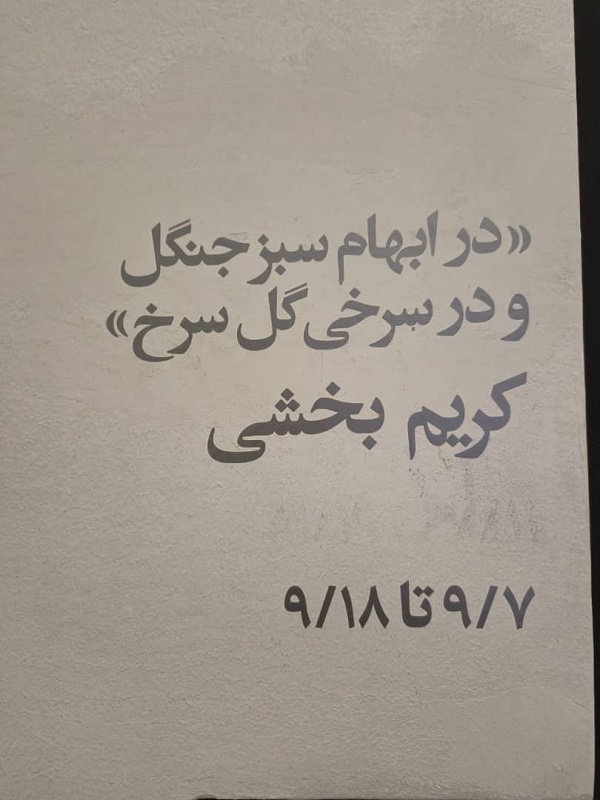 «در ابهام سبز جنگل
و در سرخی گل سرخ»
کریم بخشی
۹/۷ تا ۹/۱۸